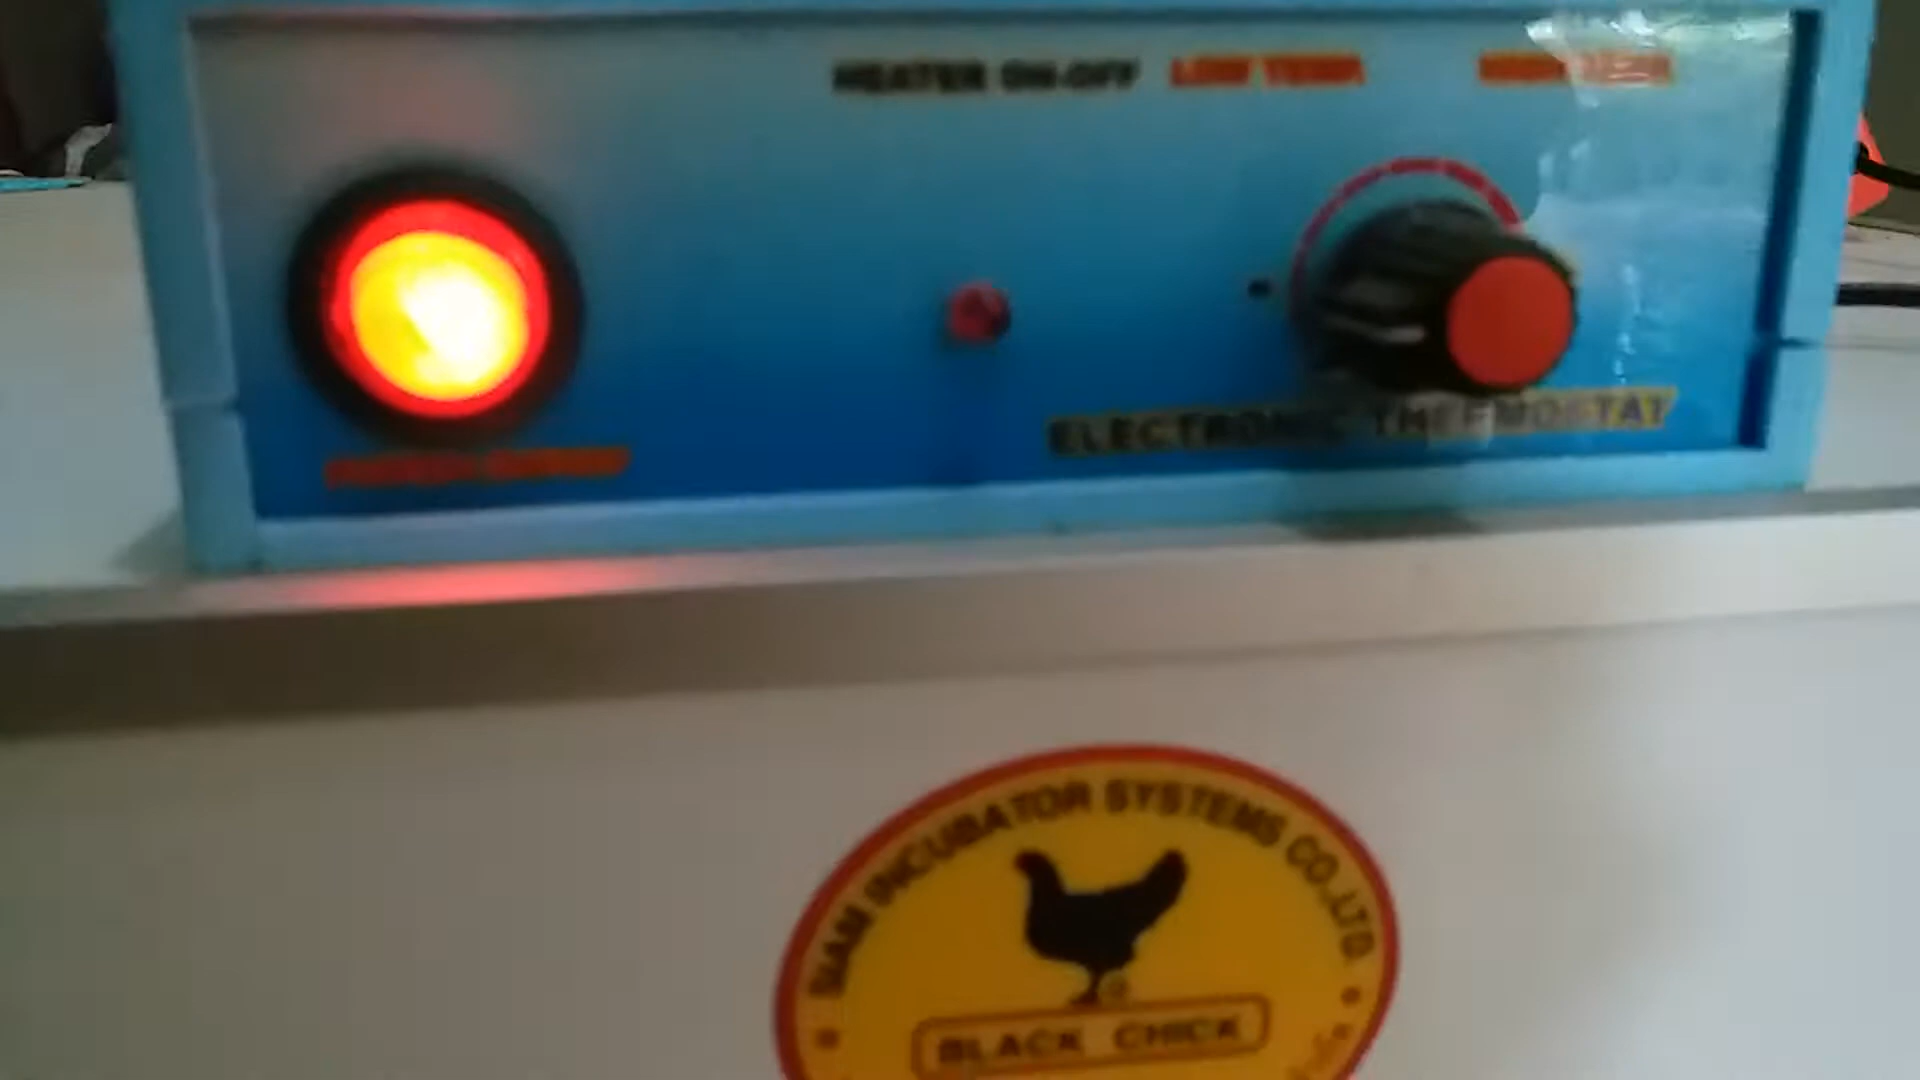 HEATER ON-OFF LOW TEMP.
ELECTRONIC THERMOSTAT
SIAM INCUBATOR SYSTEMS CO.,LTD.
BLACK CHICK